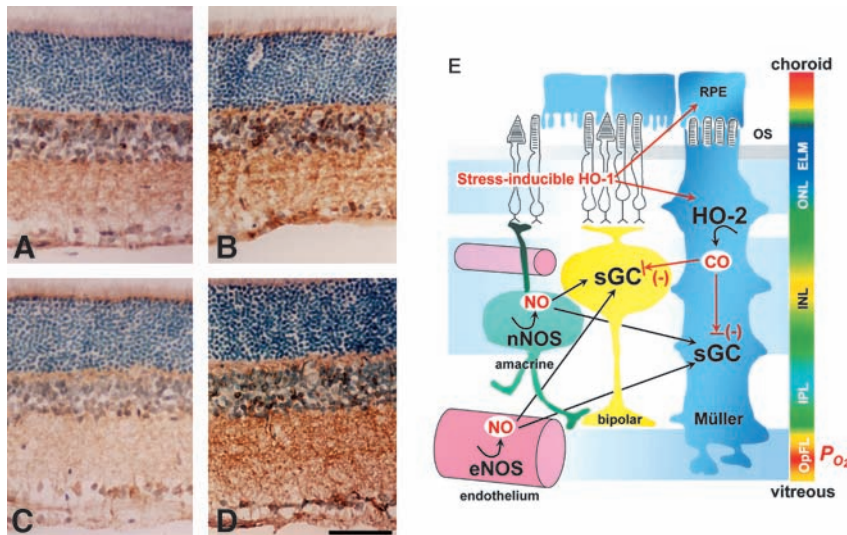 A
B
C
D
E
choroid
RPE
OS
Stress-inducible HO-1
ELM
ONL
HO-2
CO
sGC
(-)
NO
nNOS
INL
(-)
sGC
amacrine
IPL
NO
bipolar
Müller
eNOS
OpFL
PO2
endothelium
vitreous